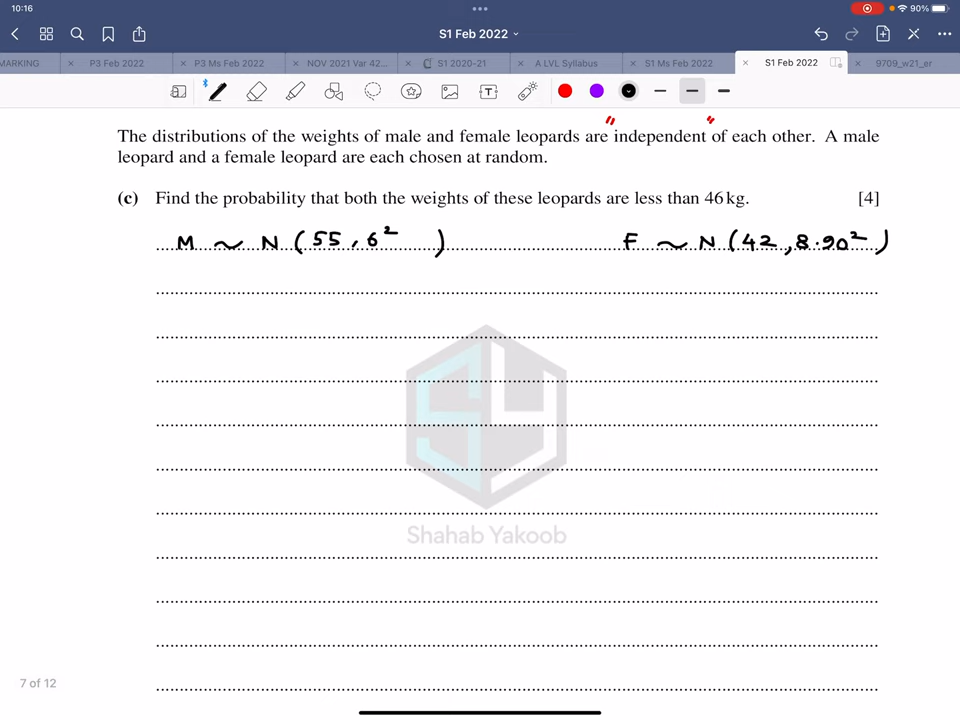 10:16
90%
S1 Feb 2022
MARKING
P3 Feb 2022
P3 Ms Feb 2022
NOV 2021 Var 42...
S1 2020-21
A LVL Syllabus
S1 Ms Feb 2022
S1 Feb 2022
9709_w21_er
The distributions of the weights of male and female leopards are independent of each other. A male
leopard and a female leopard are each chosen at random.
(c) Find the probability that both the weights of these leopards are less than 46 kg. [4]
M ~ N (55, 6²) F ~ N (42, 8.90²)
Shahab Yakoob
7 of 12